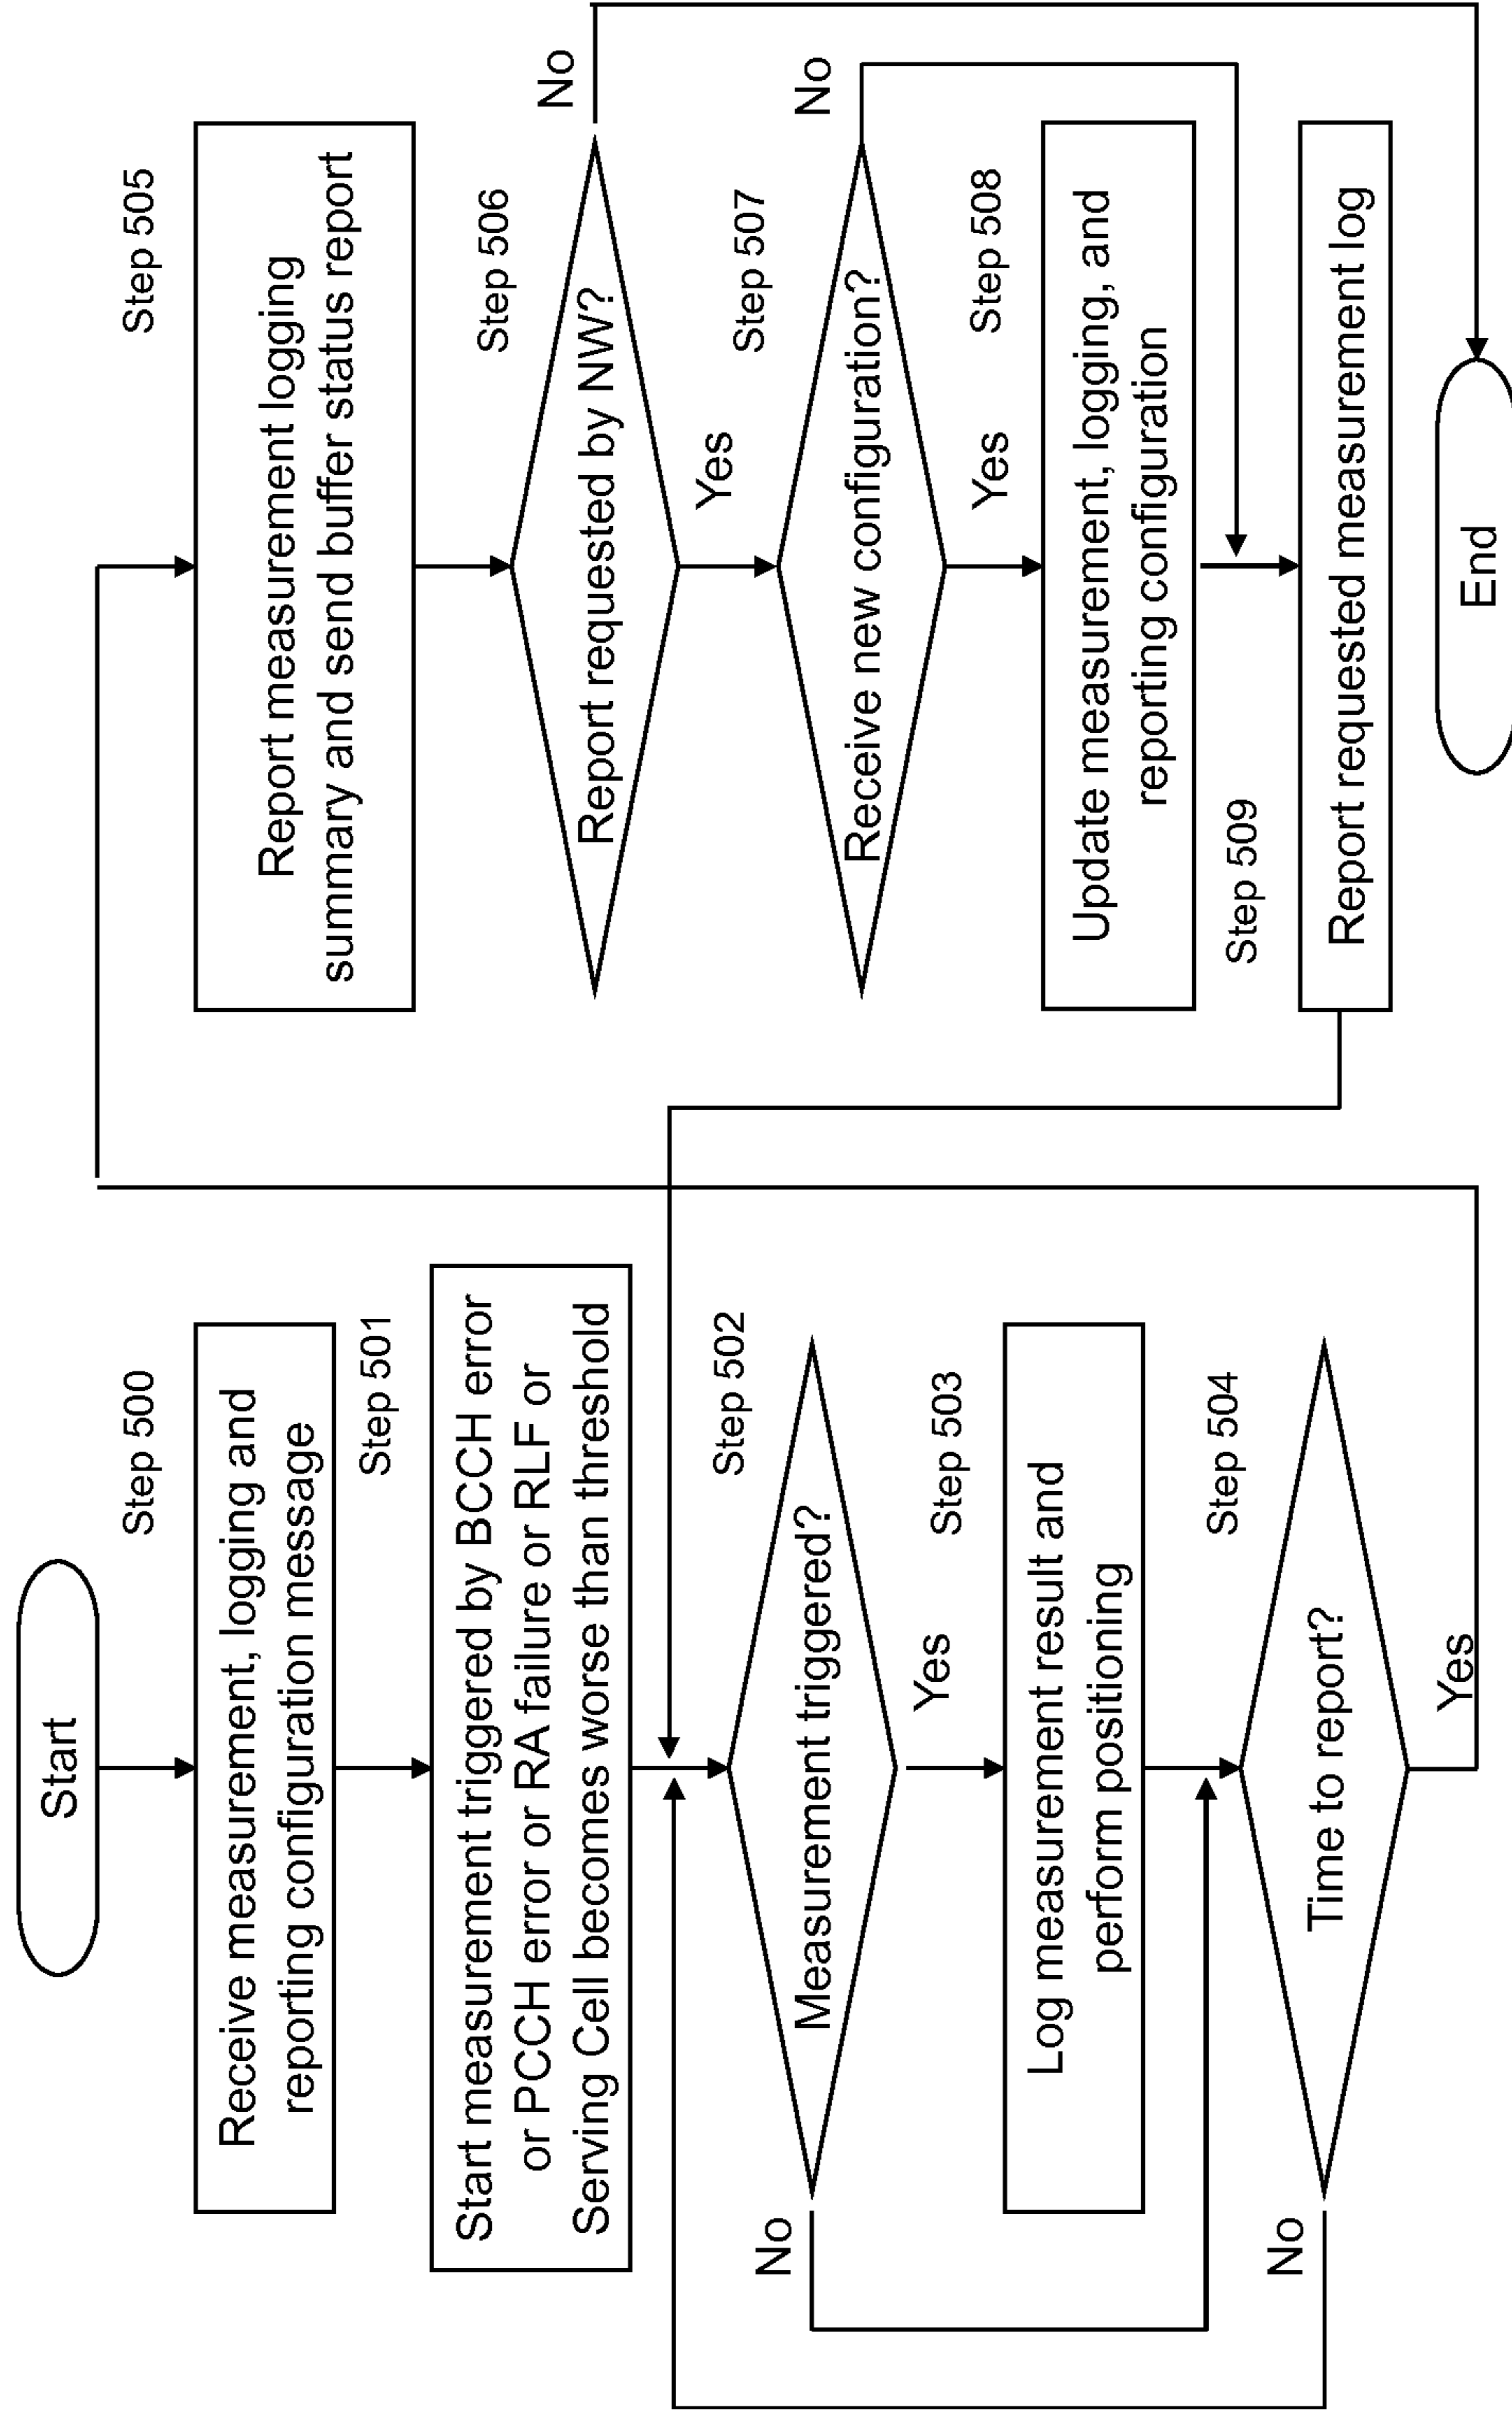 Start
Step 500
Receive measurement, logging and
reporting configuration message
Step 501
Start measurement triggered by BCCH error
or PCCH error or RA failure or RLF or
Serving Cell becomes worse than threshold
Step 502
Measurement triggered?
No
Yes
Step 503
Log measurement result and
perform positioning
Step 504
Time to report?
No
Yes
Step 505
Report measurement logging
summary and send buffer status report
Step 506
Report requested by NW?
No
Yes
Step 507
Receive new configuration?
No
Yes
Step 508
Update measurement, logging, and
reporting configuration
Step 509
Report requested measurement log
End